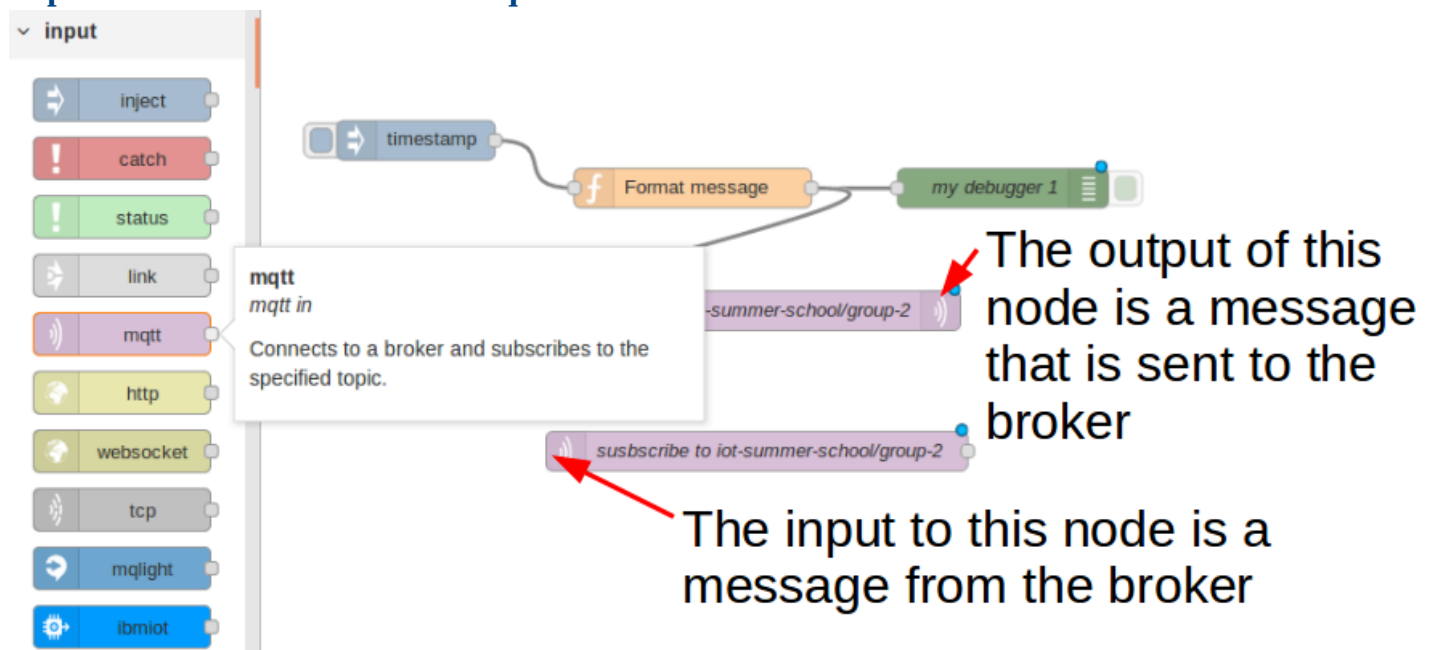 input
inject
catch
status
link
mqtt
http
websocket
tcp
mqlight
ibmiot
timestamp
Format message
my debugger 1
mqtt
mqtt in
Connects to a broker and subscribes to the
specified topic.
-summer-school/group-2
The output of this
node is a message
that is sent to the
broker
susbscribe to iot-summer-school/group-2
The input to this node is a
message from the broker